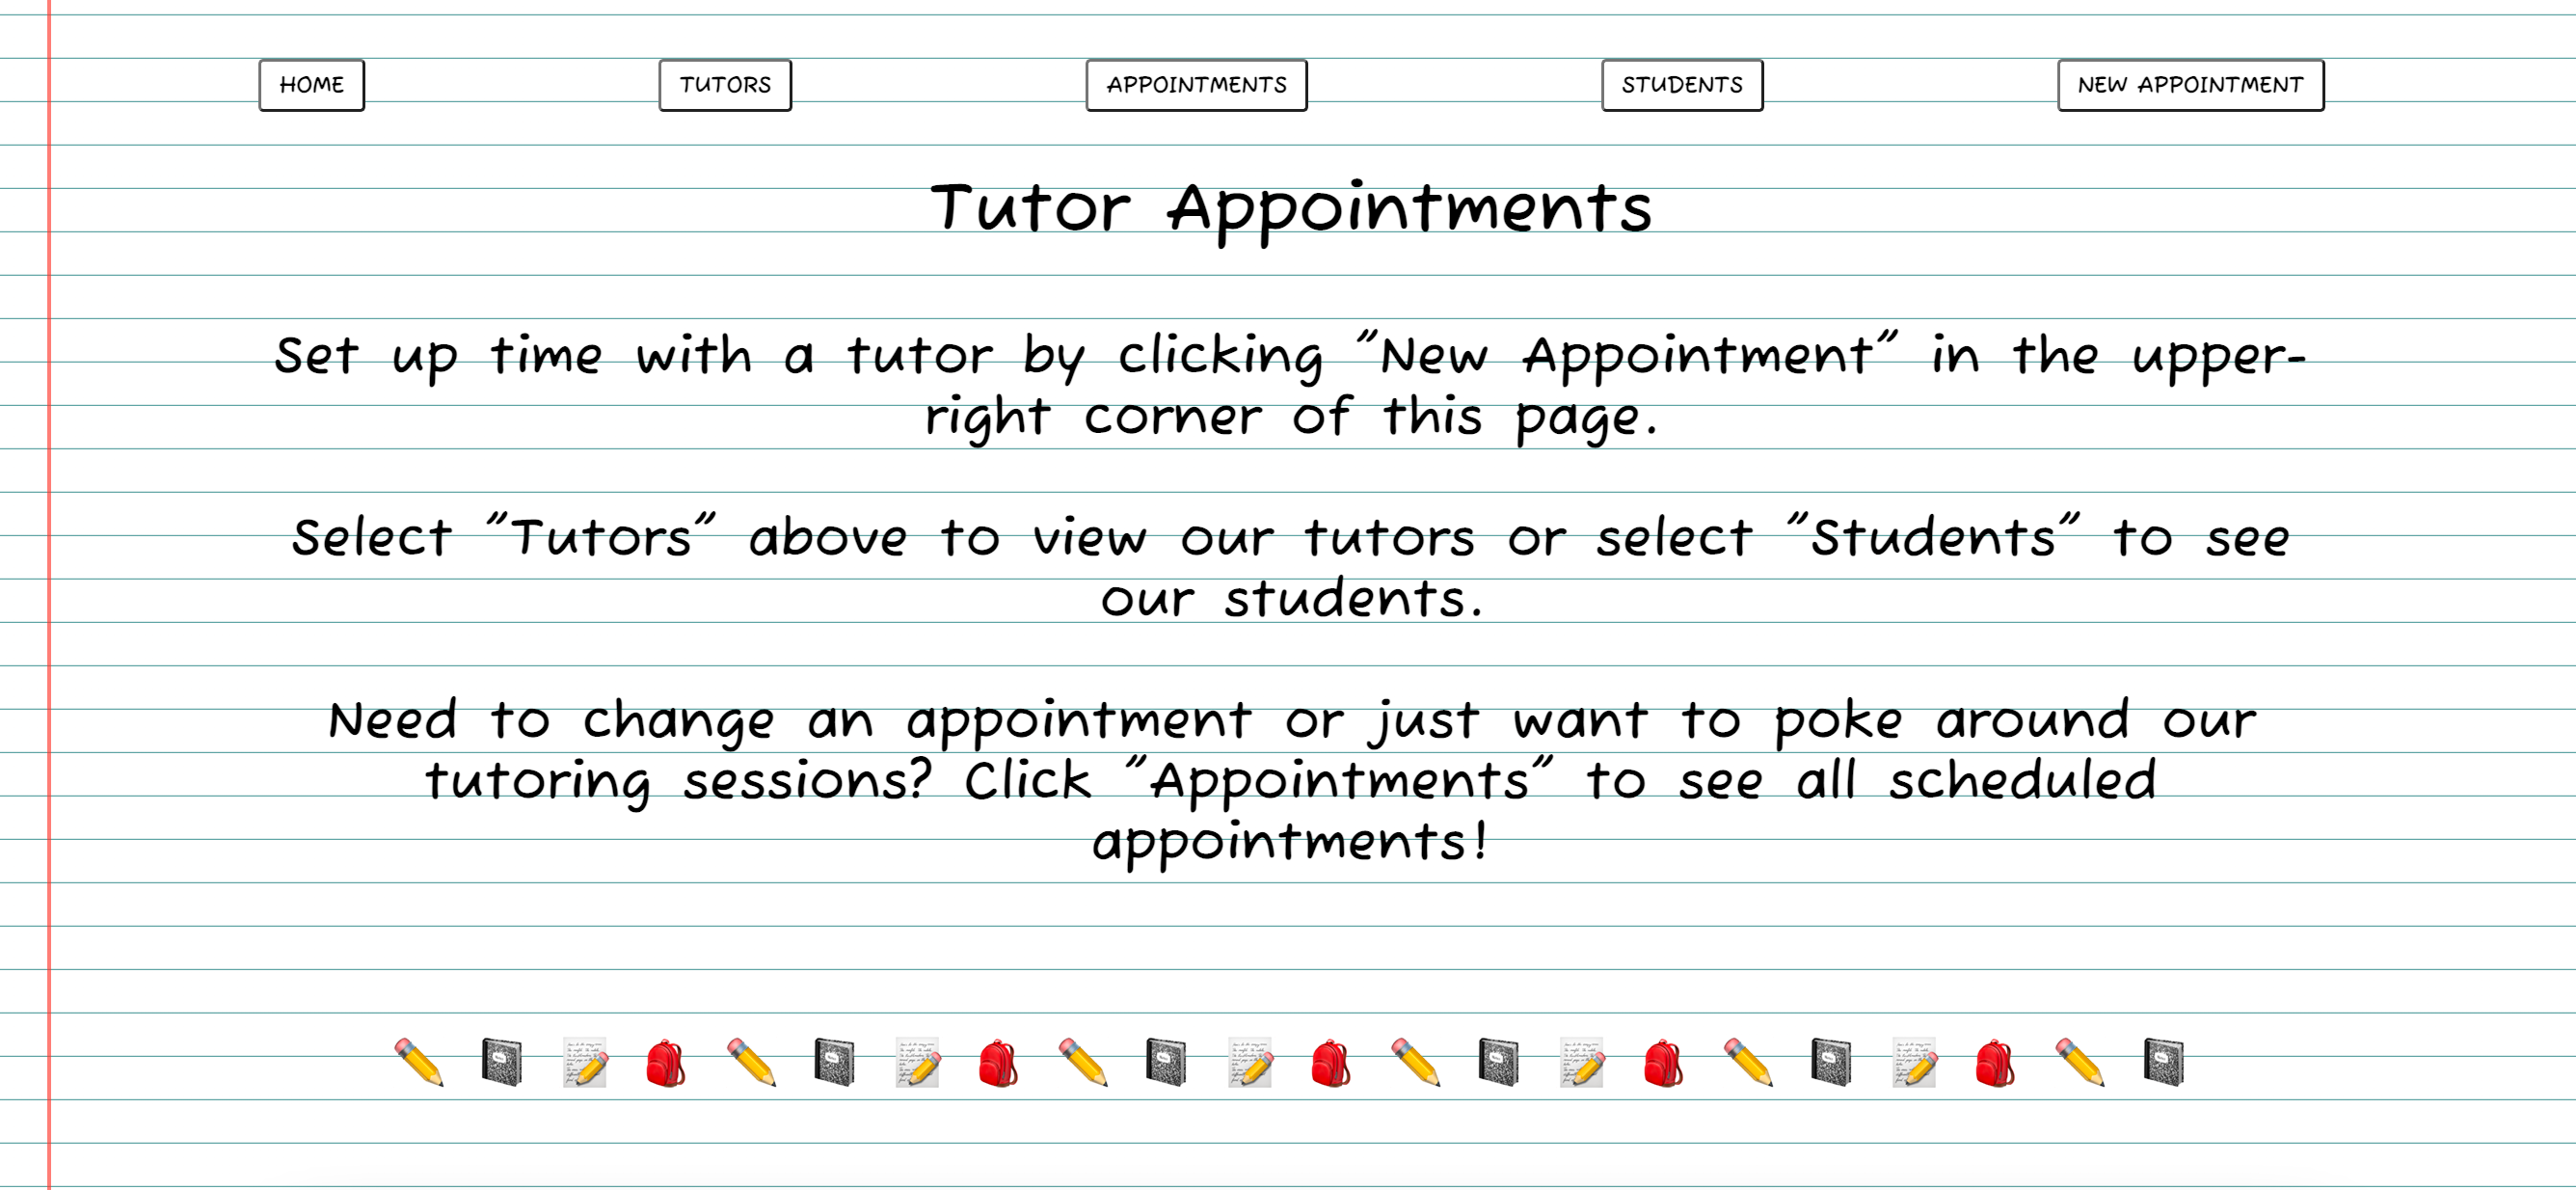 HOME TUTORS APPOINTMENTS STUDENTS NEW APPOINTMENT
Tutor Appointments
Set up time with a tutor by clicking "New Appointment" in the upper-
right corner of this page.
Select "Tutors" above to view our tutors or select "Students" to see
our students.
Need to change an appointment or just want to poke around our
tutoring sessions? Click "Appointments" to see all scheduled
appointments!